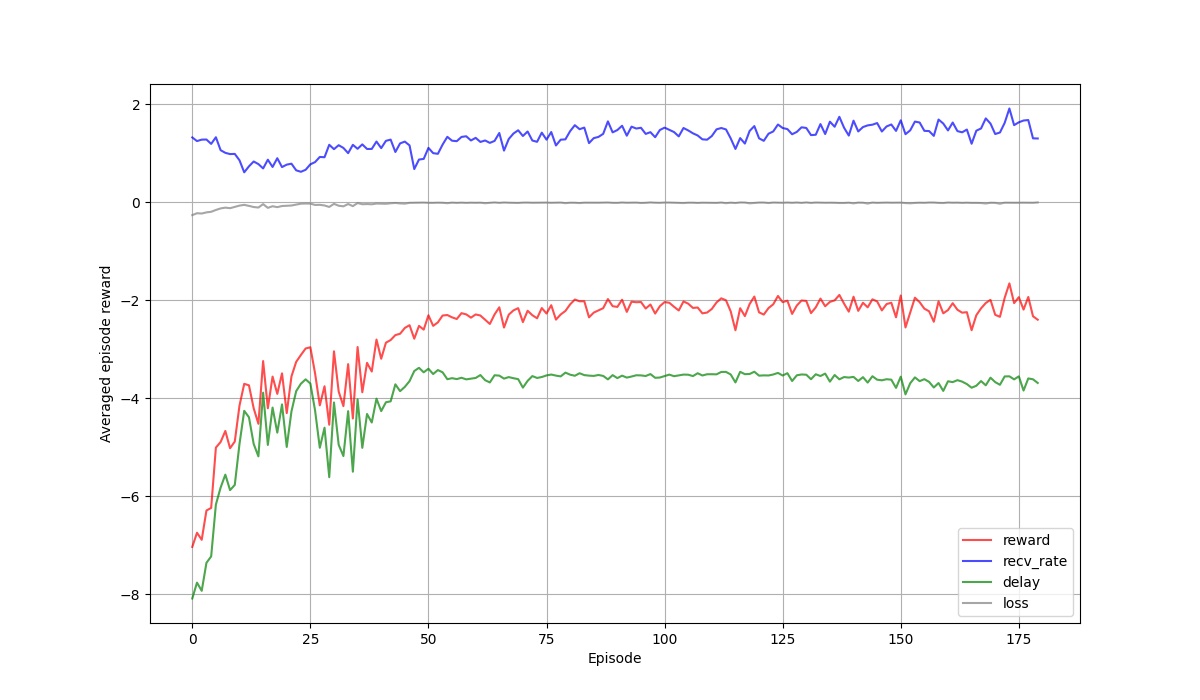 2
0
−2
−4
−6
−8
Averaged episode reward
0 25 50 75 100 125 150 175
Episode
reward
recv_rate
delay
loss